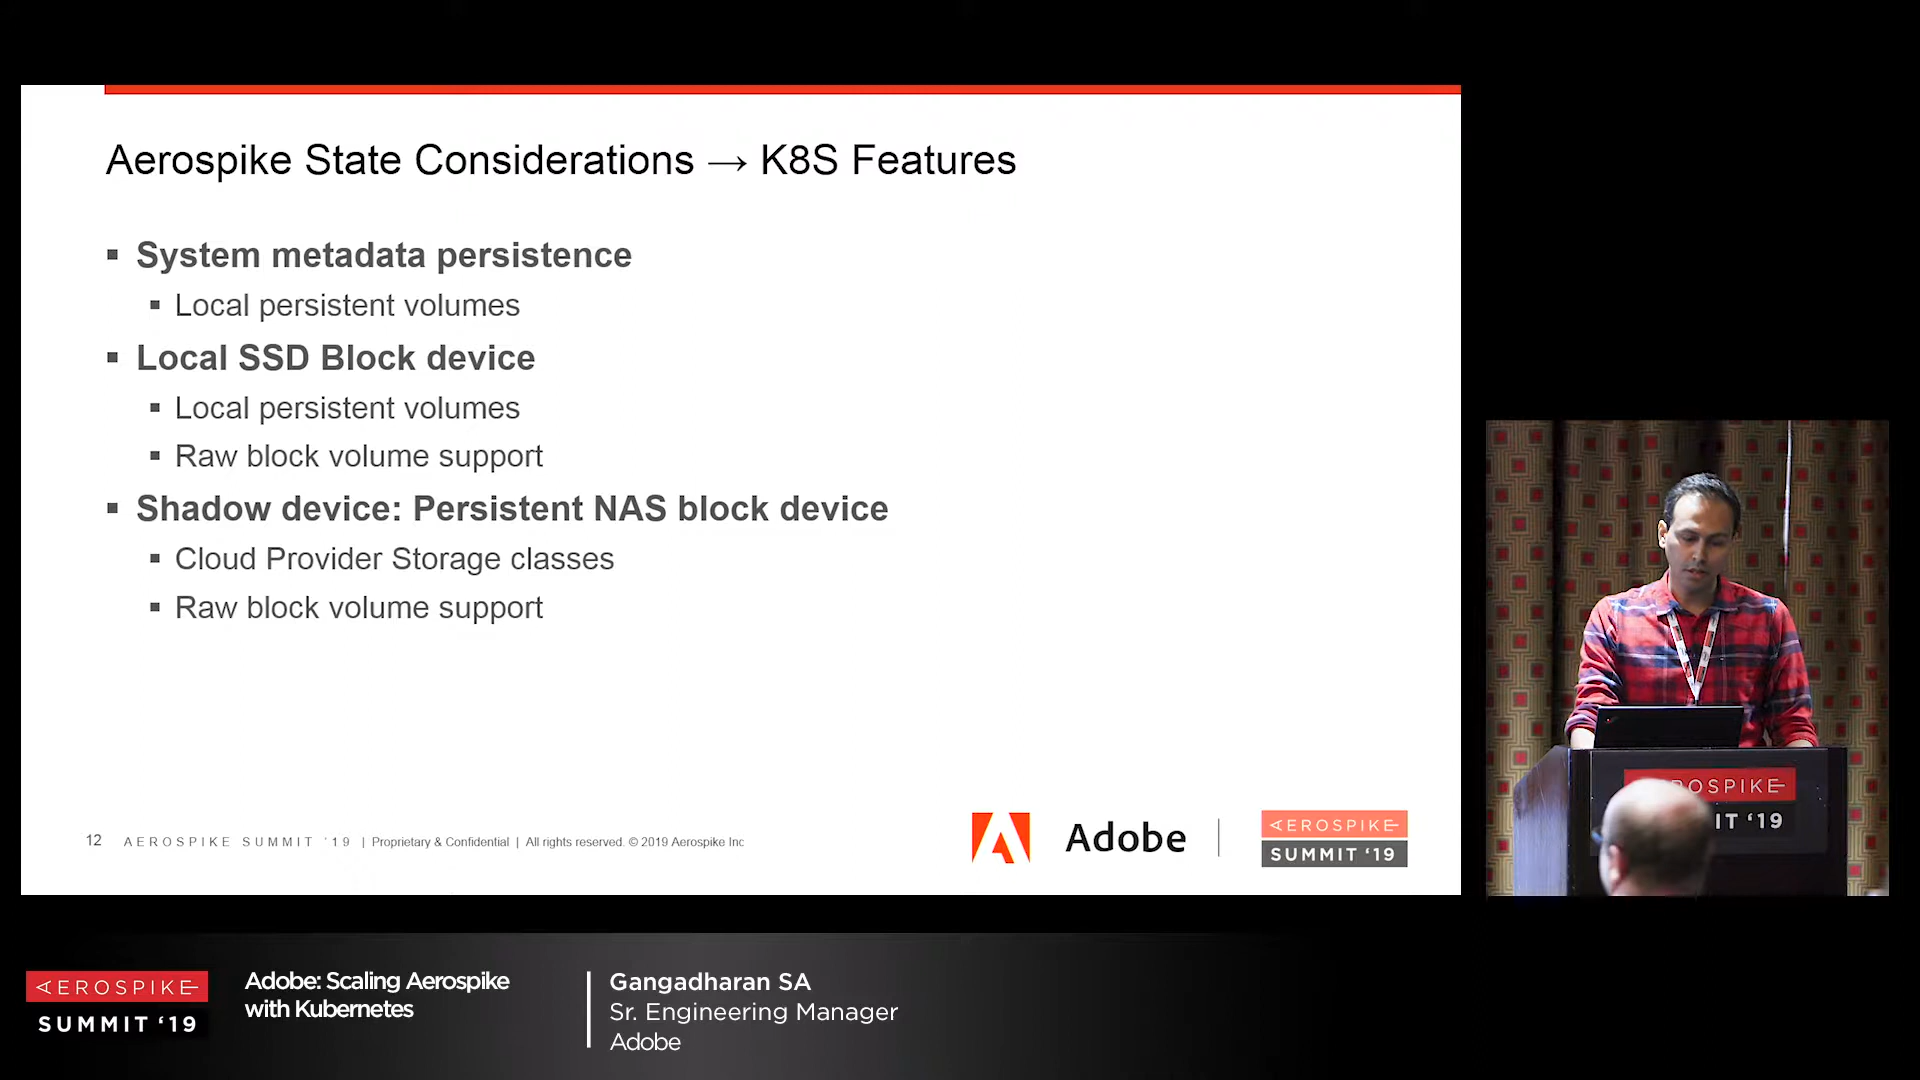 Aerospike State Considerations → K8S Features
▪ System metadata persistence
▪ Local persistent volumes
▪ Local SSD Block device
▪ Local persistent volumes
▪ Raw block volume support
▪ Shadow device: Persistent NAS block device
▪ Cloud Provider Storage classes
▪ Raw block volume support
12 AEROSPIKE SUMMIT '19 | Proprietary & Confidential | All rights reserved. © 2019 Aerospike Inc
Adobe
AEROSPIKE
SUMMIT ‘19
OSPIKE
IT ‘19
AEROSPIKE
SUMMIT ‘19
Adobe: Scaling Aerospike
with Kubernetes
Gangadharan SA
Sr. Engineering Manager
Adobe